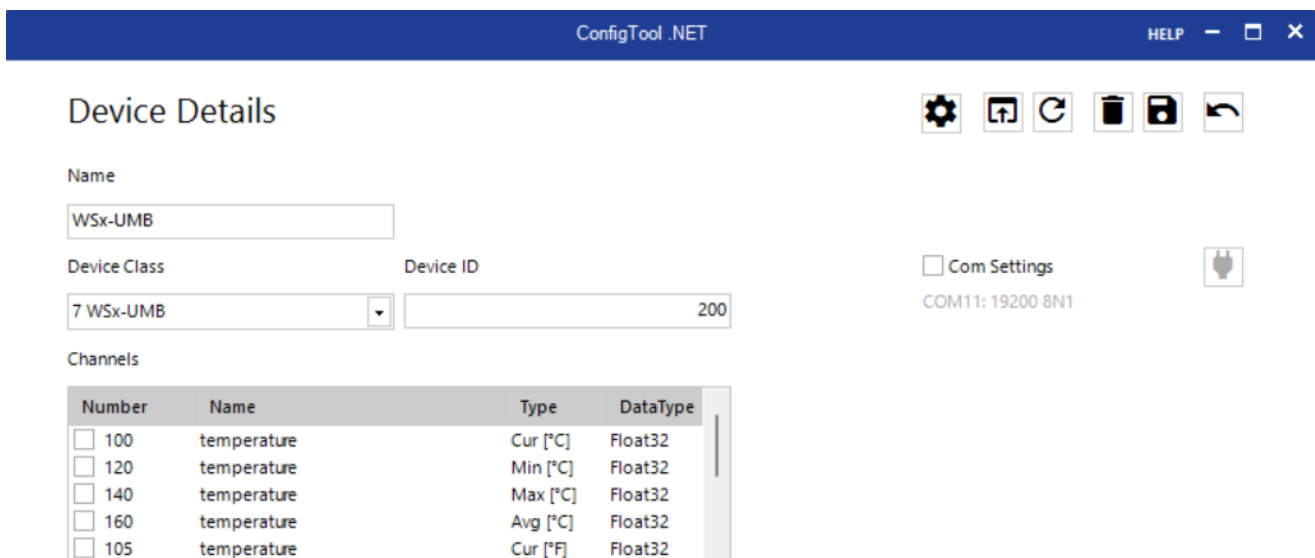 ConfigTool .NET HELP
Device Details
Name
WSx-UMB
Device Class Device ID Com Settings
7 WSx-UMB 200 COM11: 19200 8N1
Channels
Number Name Type DataType
100 temperature Cur [°C] Float32
120 temperature Min [°C] Float32
140 temperature Max [°C] Float32
160 temperature Avg [°C] Float32
105 temperature Cur [°F] Float32